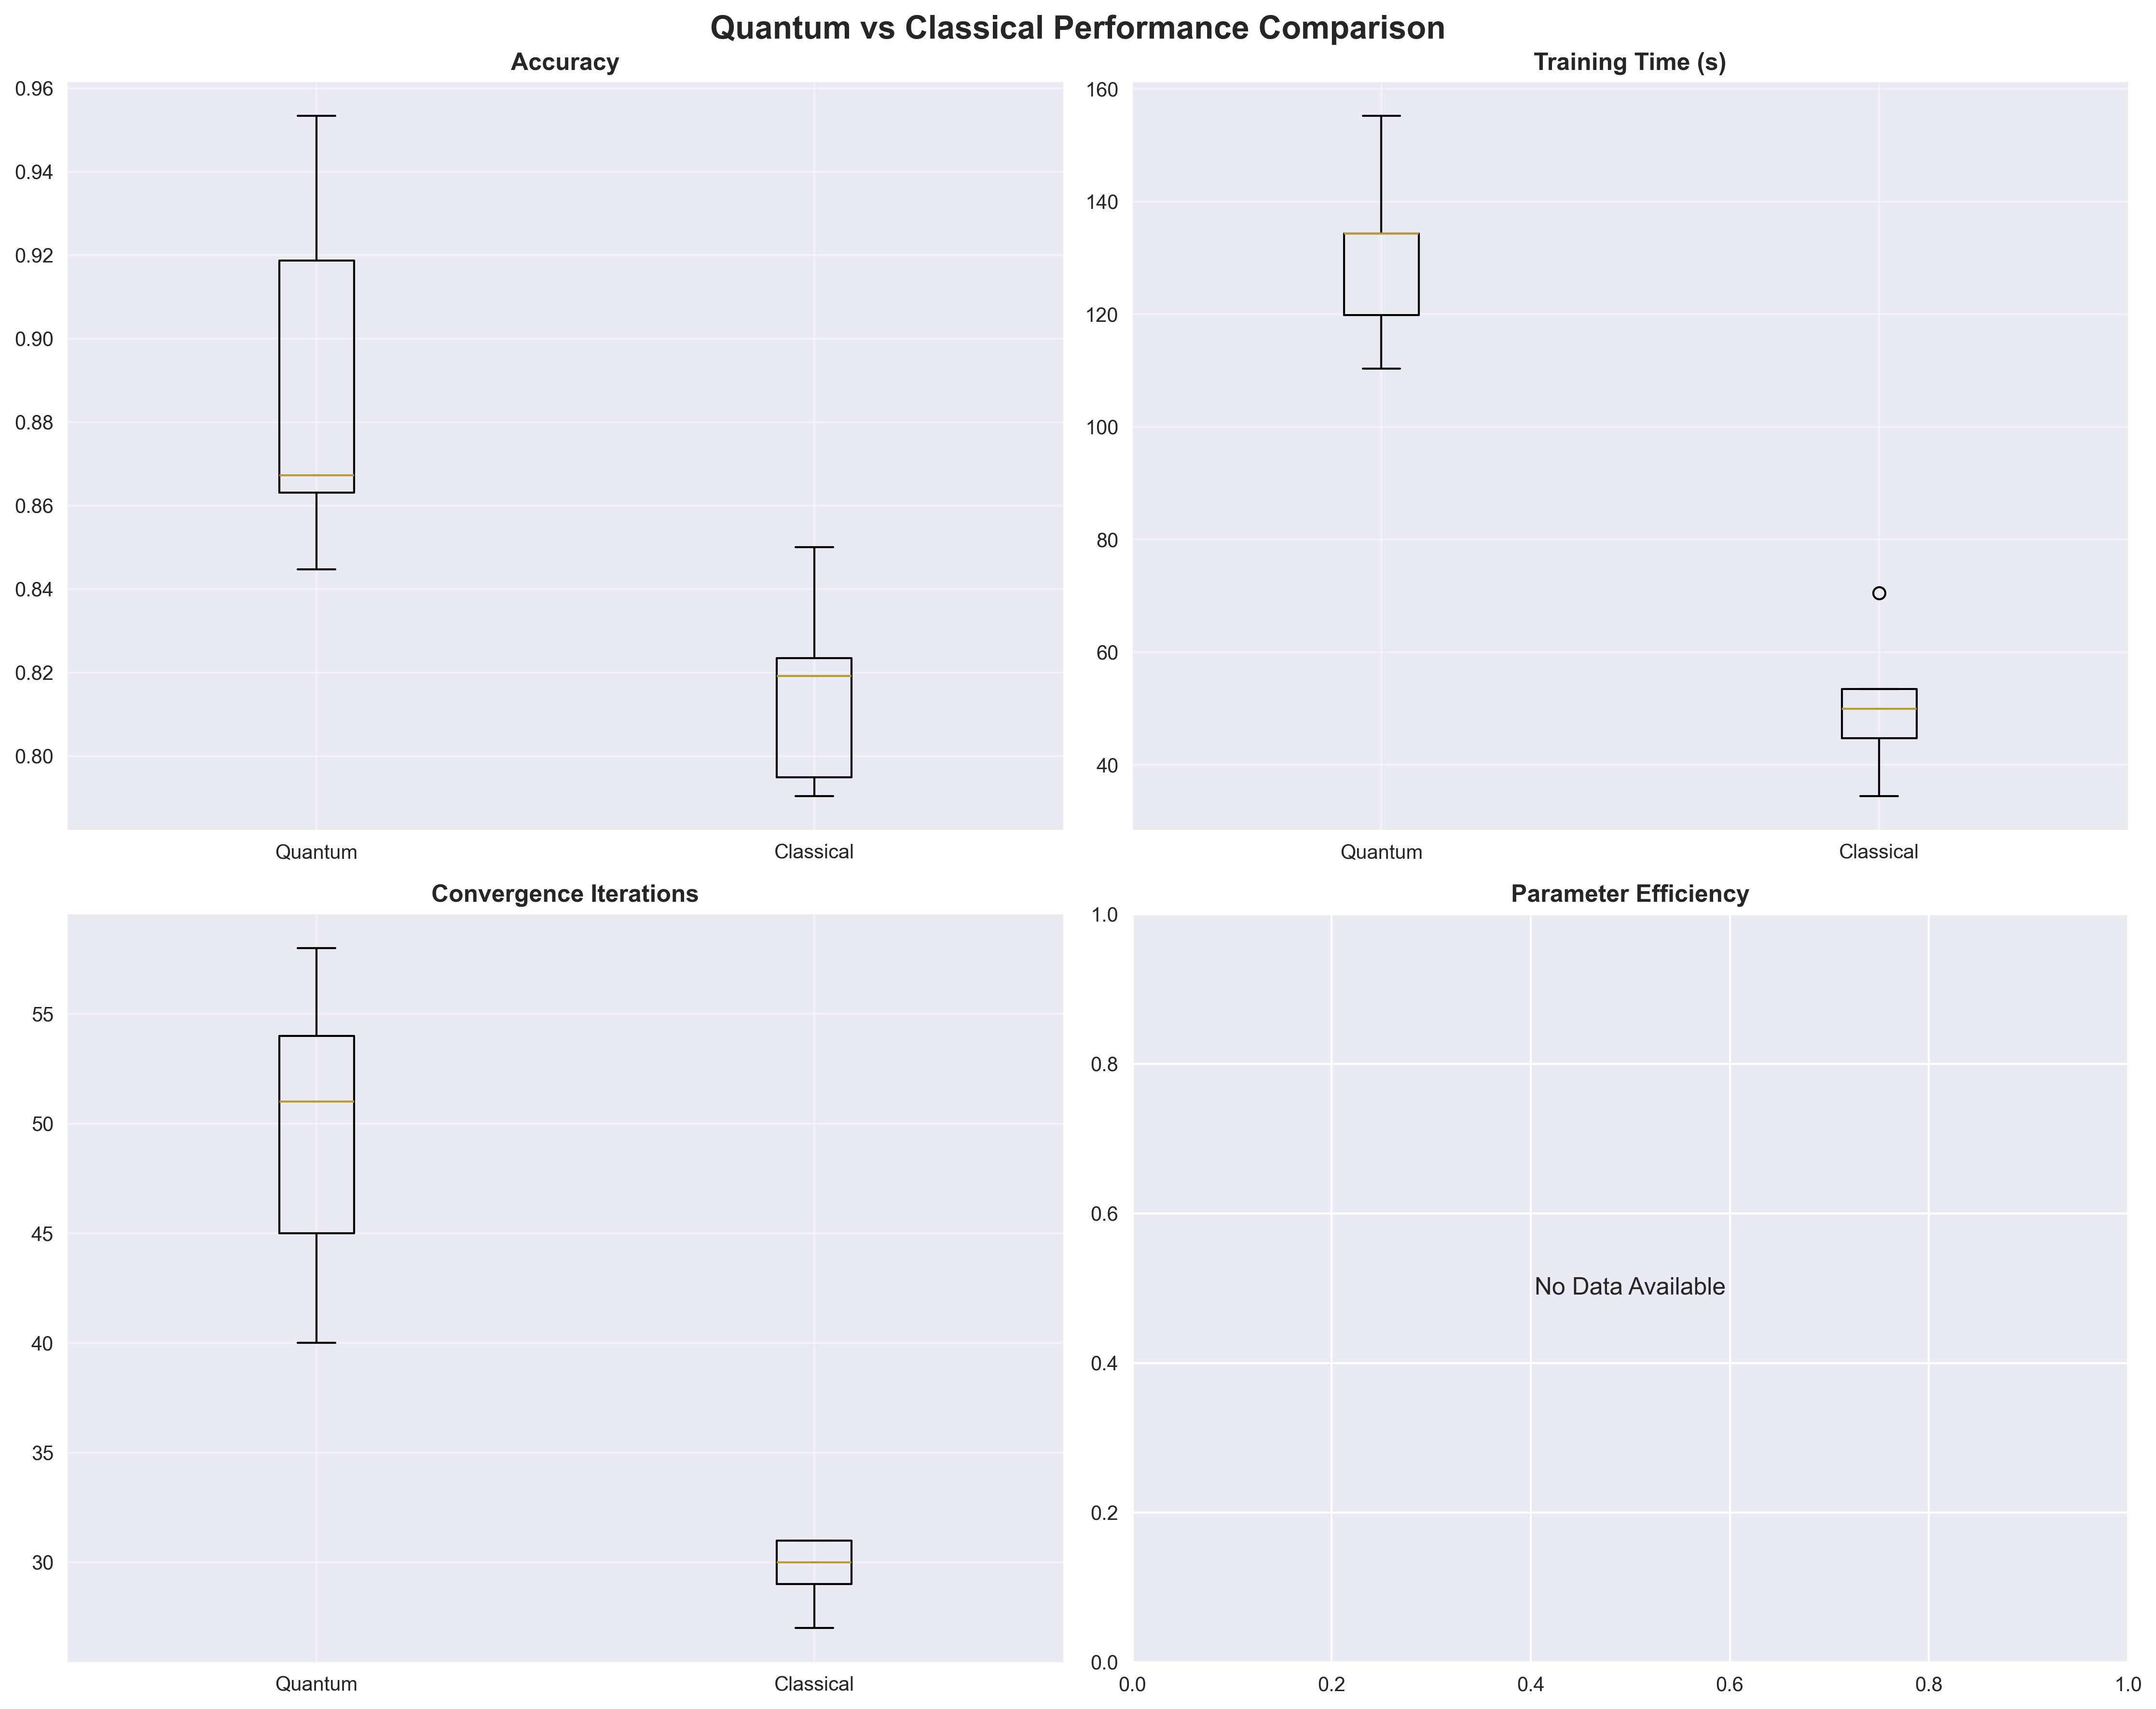 Quantum vs Classical Performance Comparison
Accuracy
0.96
0.94
0.92
0.90
0.88
0.86
0.84
0.82
0.80
Quantum
Classical
Training Time (s)
160
140
120
100
80
60
40
Quantum
Classical
Convergence Iterations
55
50
45
40
35
30
Quantum
Classical
Parameter Efficiency
1.0
0.8
0.6
0.4
0.2
0.0
No Data Available
0.0
0.2
0.4
0.6
0.8
1.0